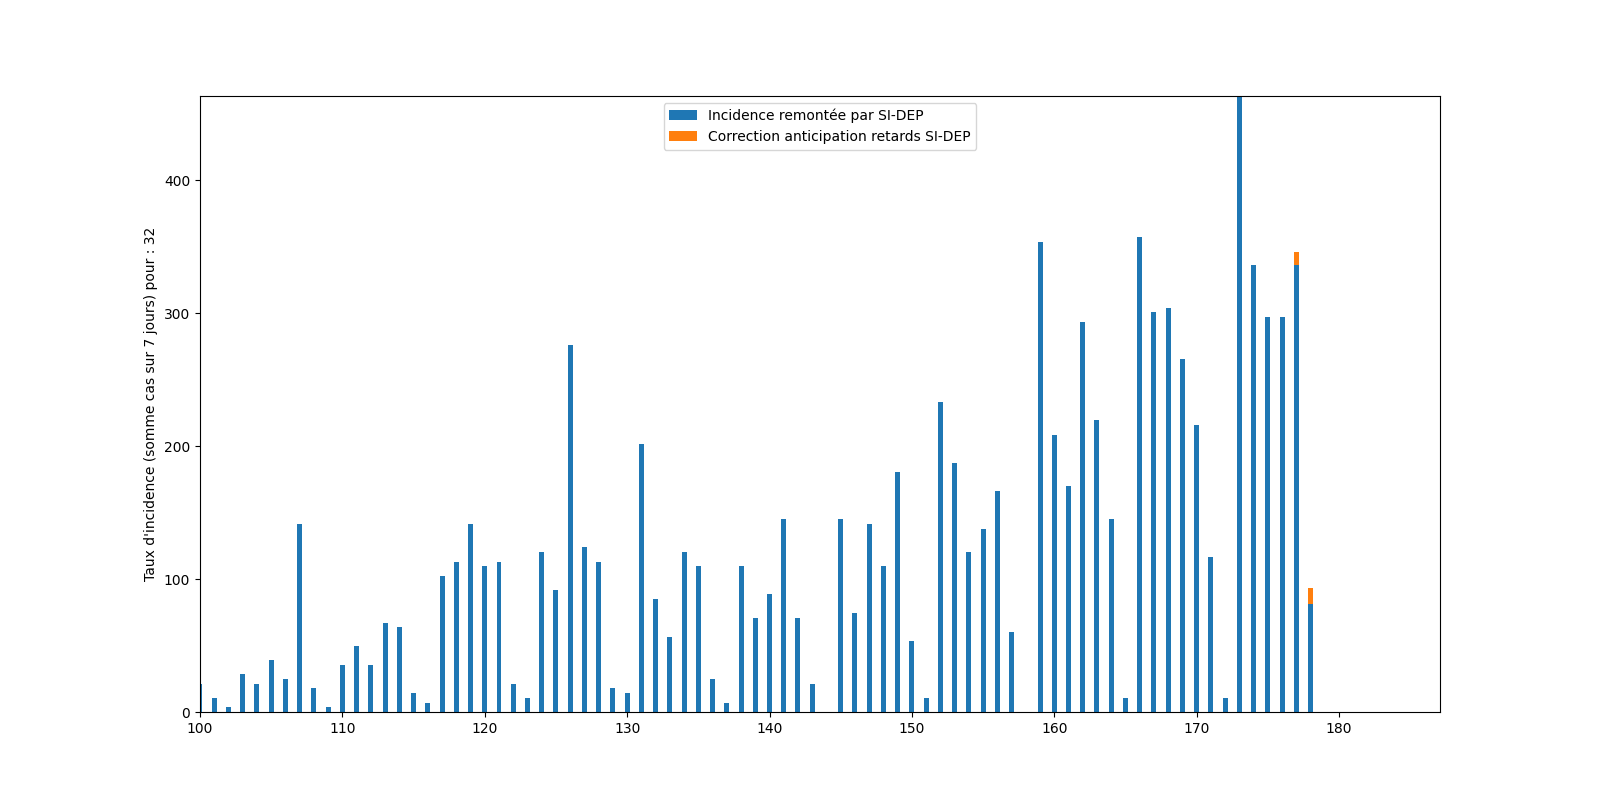 Incidence remontée par SI-DEP
Correction anticipation retards SI-DEP
Taux d'incidence (somme cas sur 7 jours) pour : 32
400
300
200
100
0
100 110 120 130 140 150 160 170 180